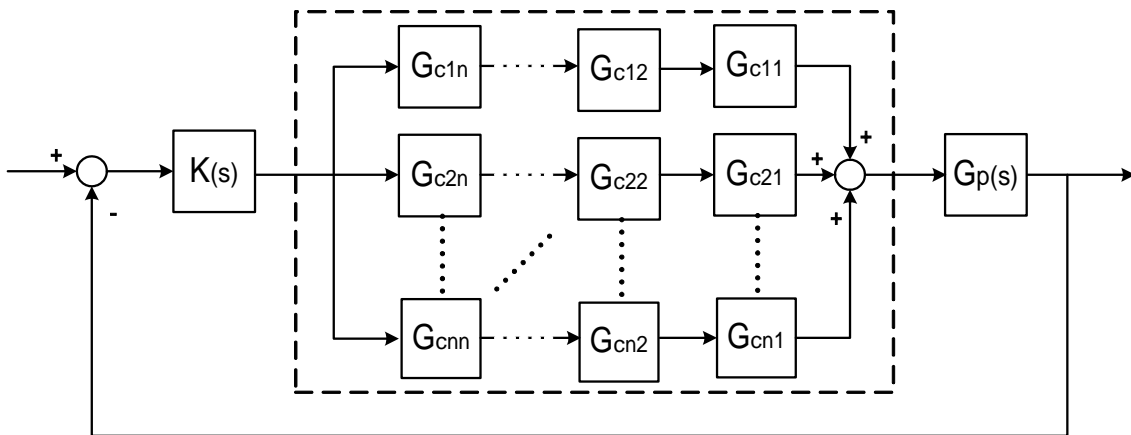 Gc1n Gc12 Gc11
+ +
K(s) Gc2n Gc22 Gc21 + Gp(s)
- +
Gcnn Gcn2 Gcn1